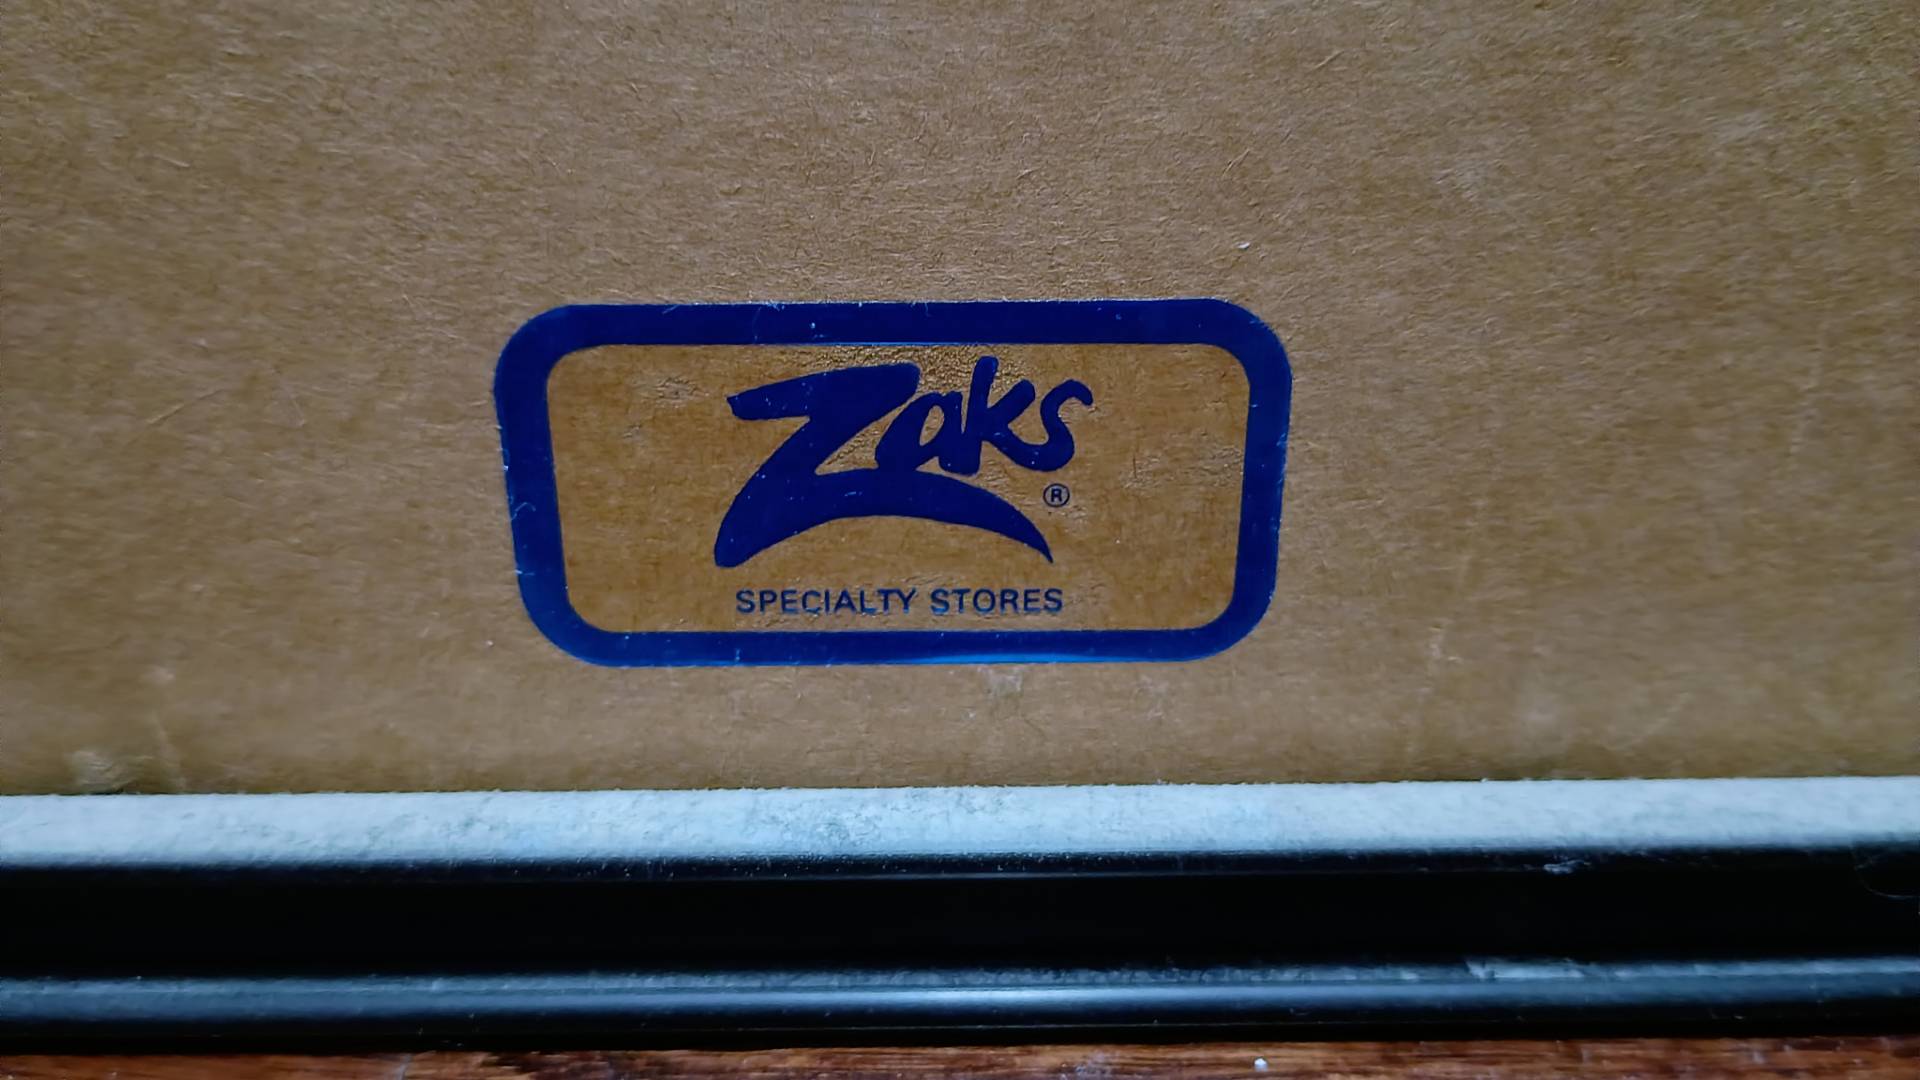 Zaks
®
SPECIALTY STORES